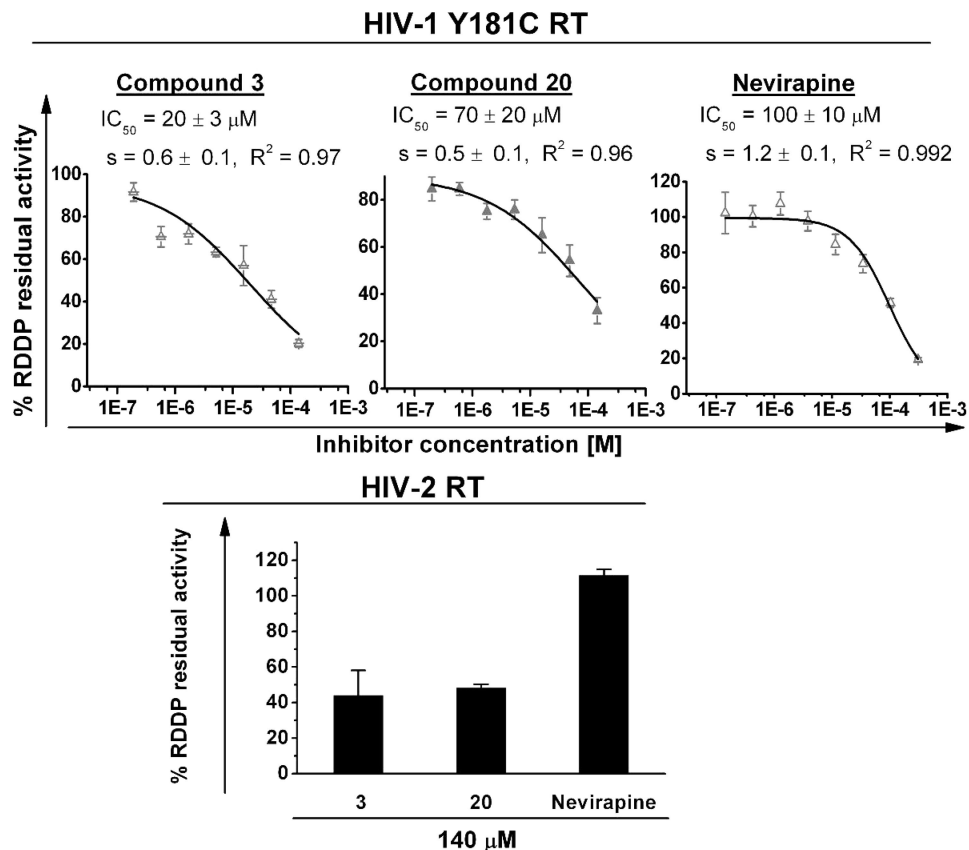 HIV-1 Y181C RT
Compound 3
IC50 = 20 ± 3 μM
s = 0.6 ± 0.1, R2 = 0.97
Compound 20
IC50 = 70 ± 20 μM
s = 0.5 ± 0.1, R2 = 0.96
Nevirapine
IC50 = 100 ± 10 μM
s = 1.2 ± 0.1, R2 = 0.992
% RDDP residual activity
100
80
60
40
20
0
1E-7 1E-6 1E-5 1E-4 1E-3
80
60
40
20
0
1E-7 1E-6 1E-5 1E-4 1E-3
120
100
80
60
40
20
0
1E-7 1E-6 1E-5 1E-4 1E-3
Inhibitor concentration [M]
HIV-2 RT
% RDDP residual activity
120
100
80
60
40
20
0
3 20 Nevirapine
140 μM